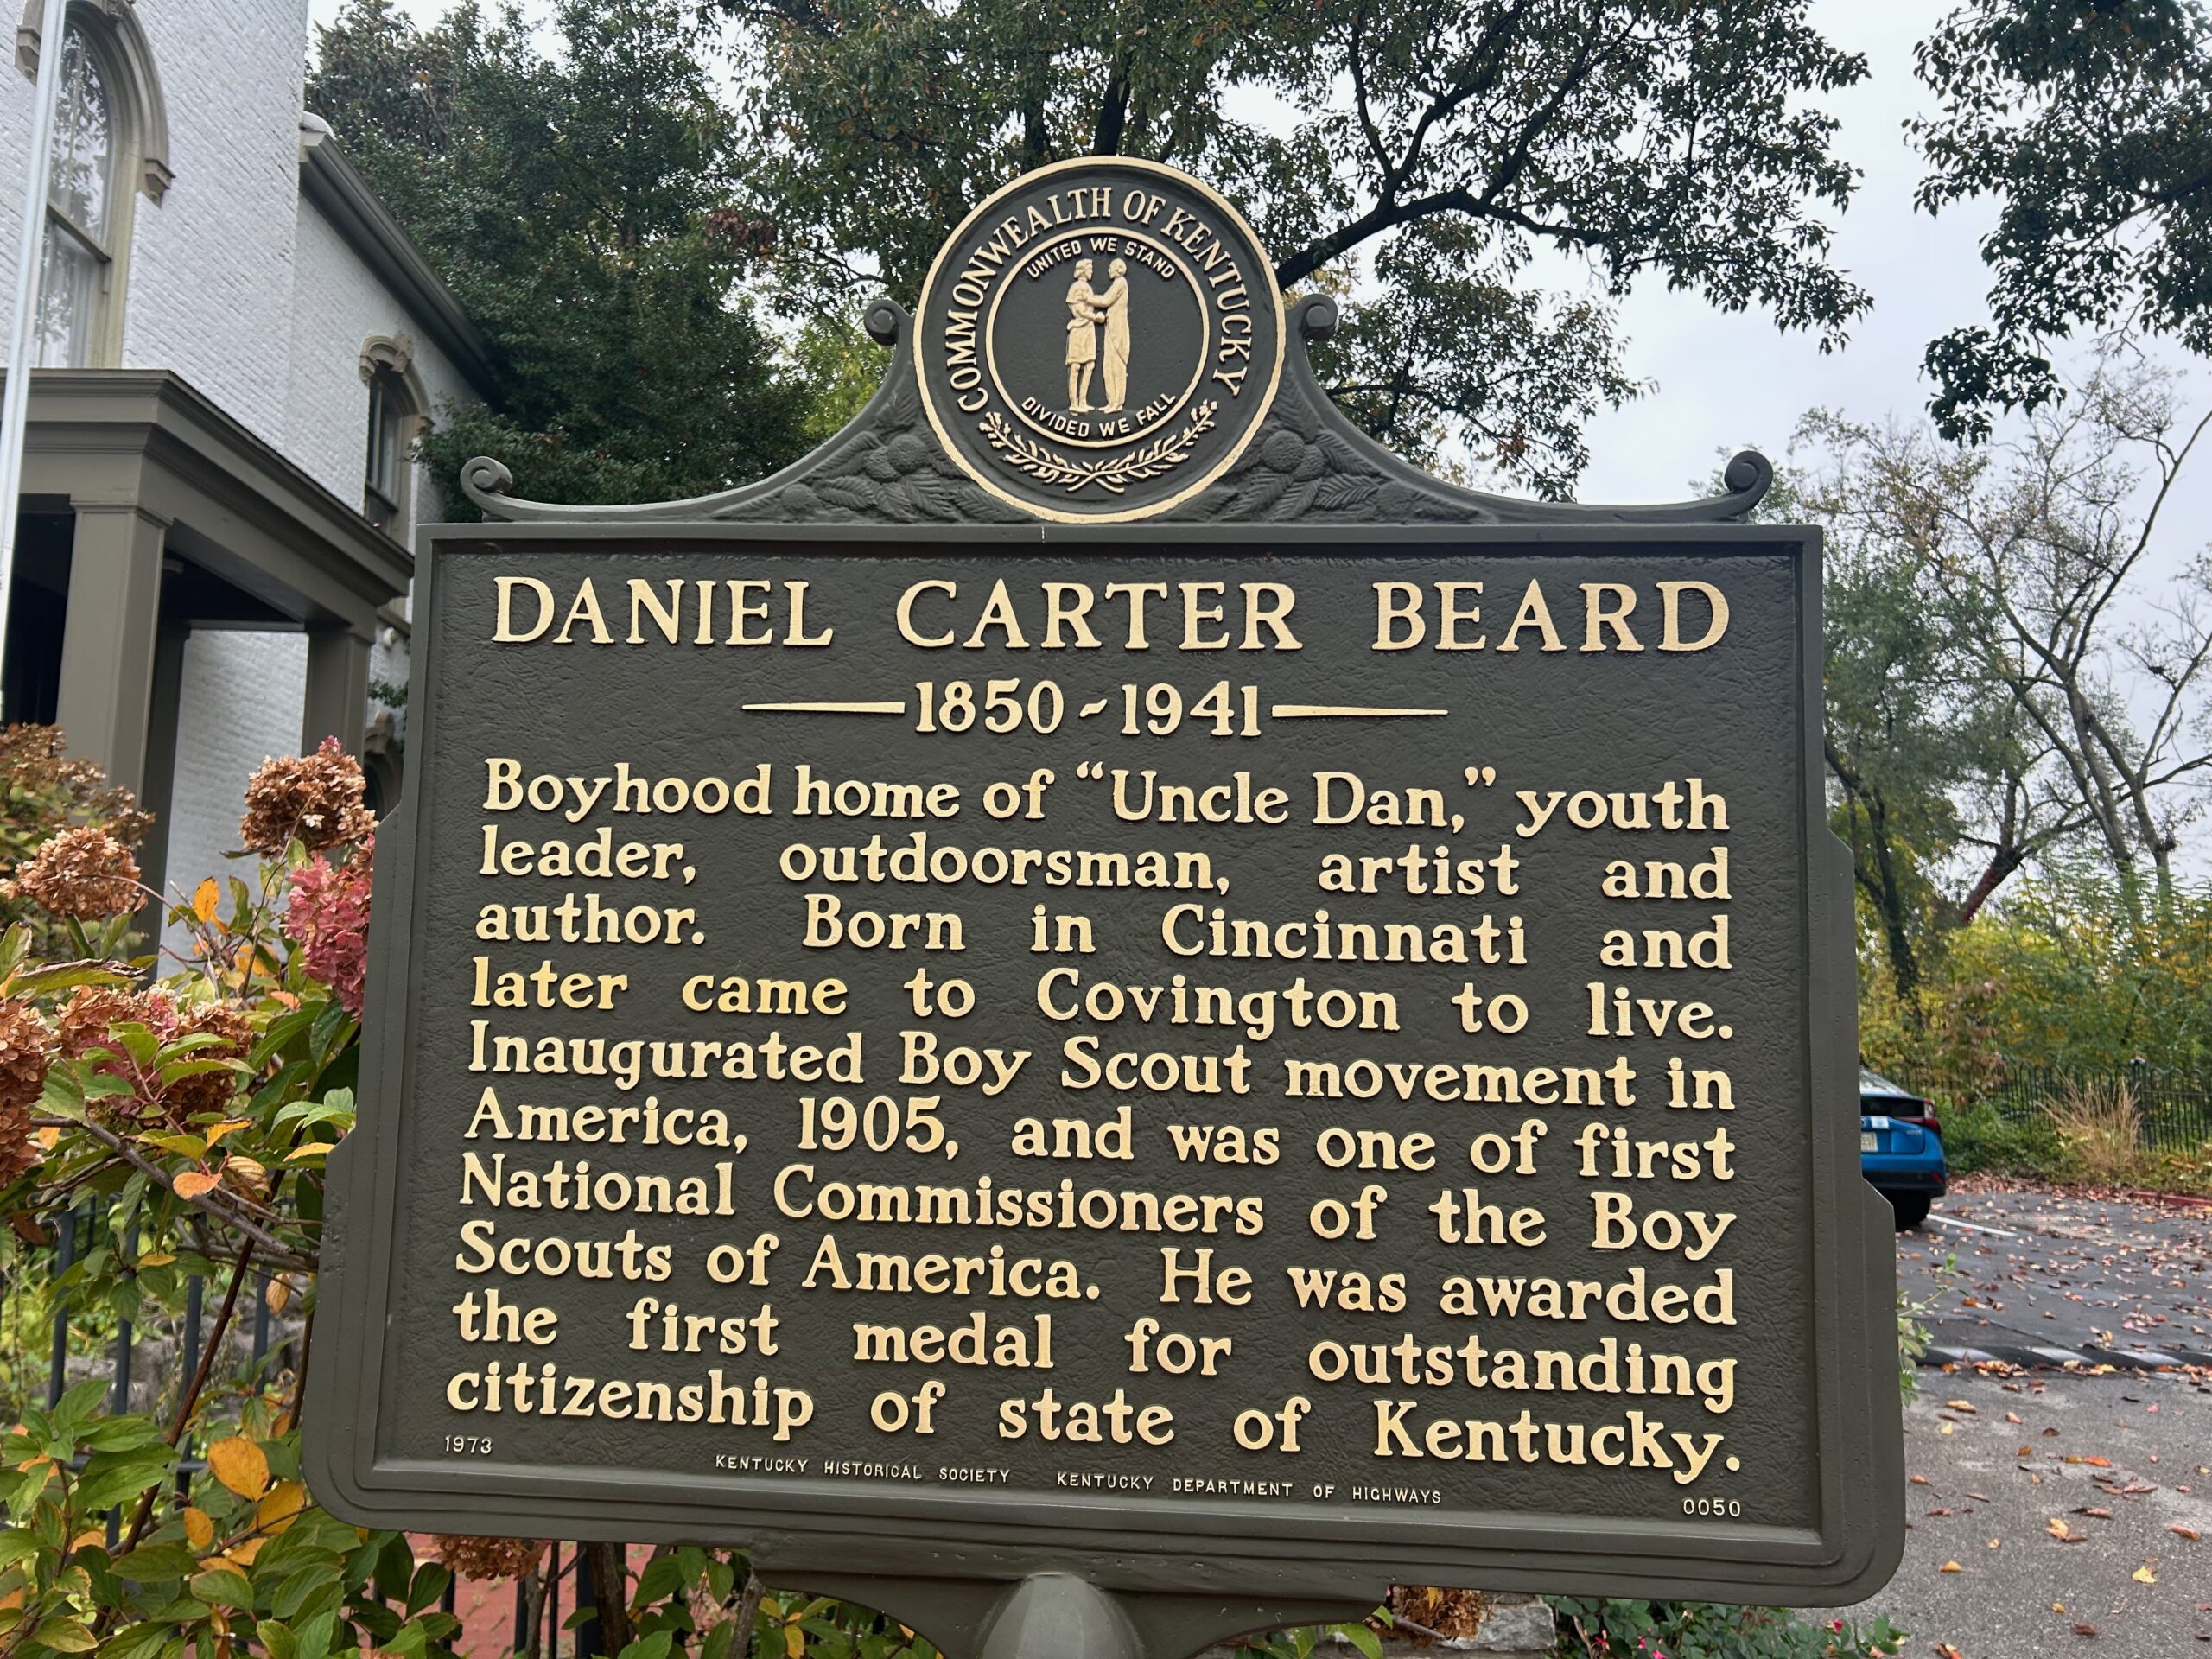 COMMONWEALTH OF KENTUCKY
UNITED WE STAND
DIVIDED WE FALL
DANIEL CARTER BEARD
1850-1941
Boyhood home of “Uncle Dan,” youth
leader, outdoorsman, artist and
author. Born in Cincinnati and
later came to Covington to live.
Inaugurated Boy Scout movement in
America, 1905, and was one of first
National Commissioners of the Boy
Scouts of America. He was awarded
the first medal for outstanding
citizenship of state of Kentucky.
1973
KENTUCKY HISTORICAL SOCIETY KENTUCKY DEPARTMENT OF HIGHWAYS
0050